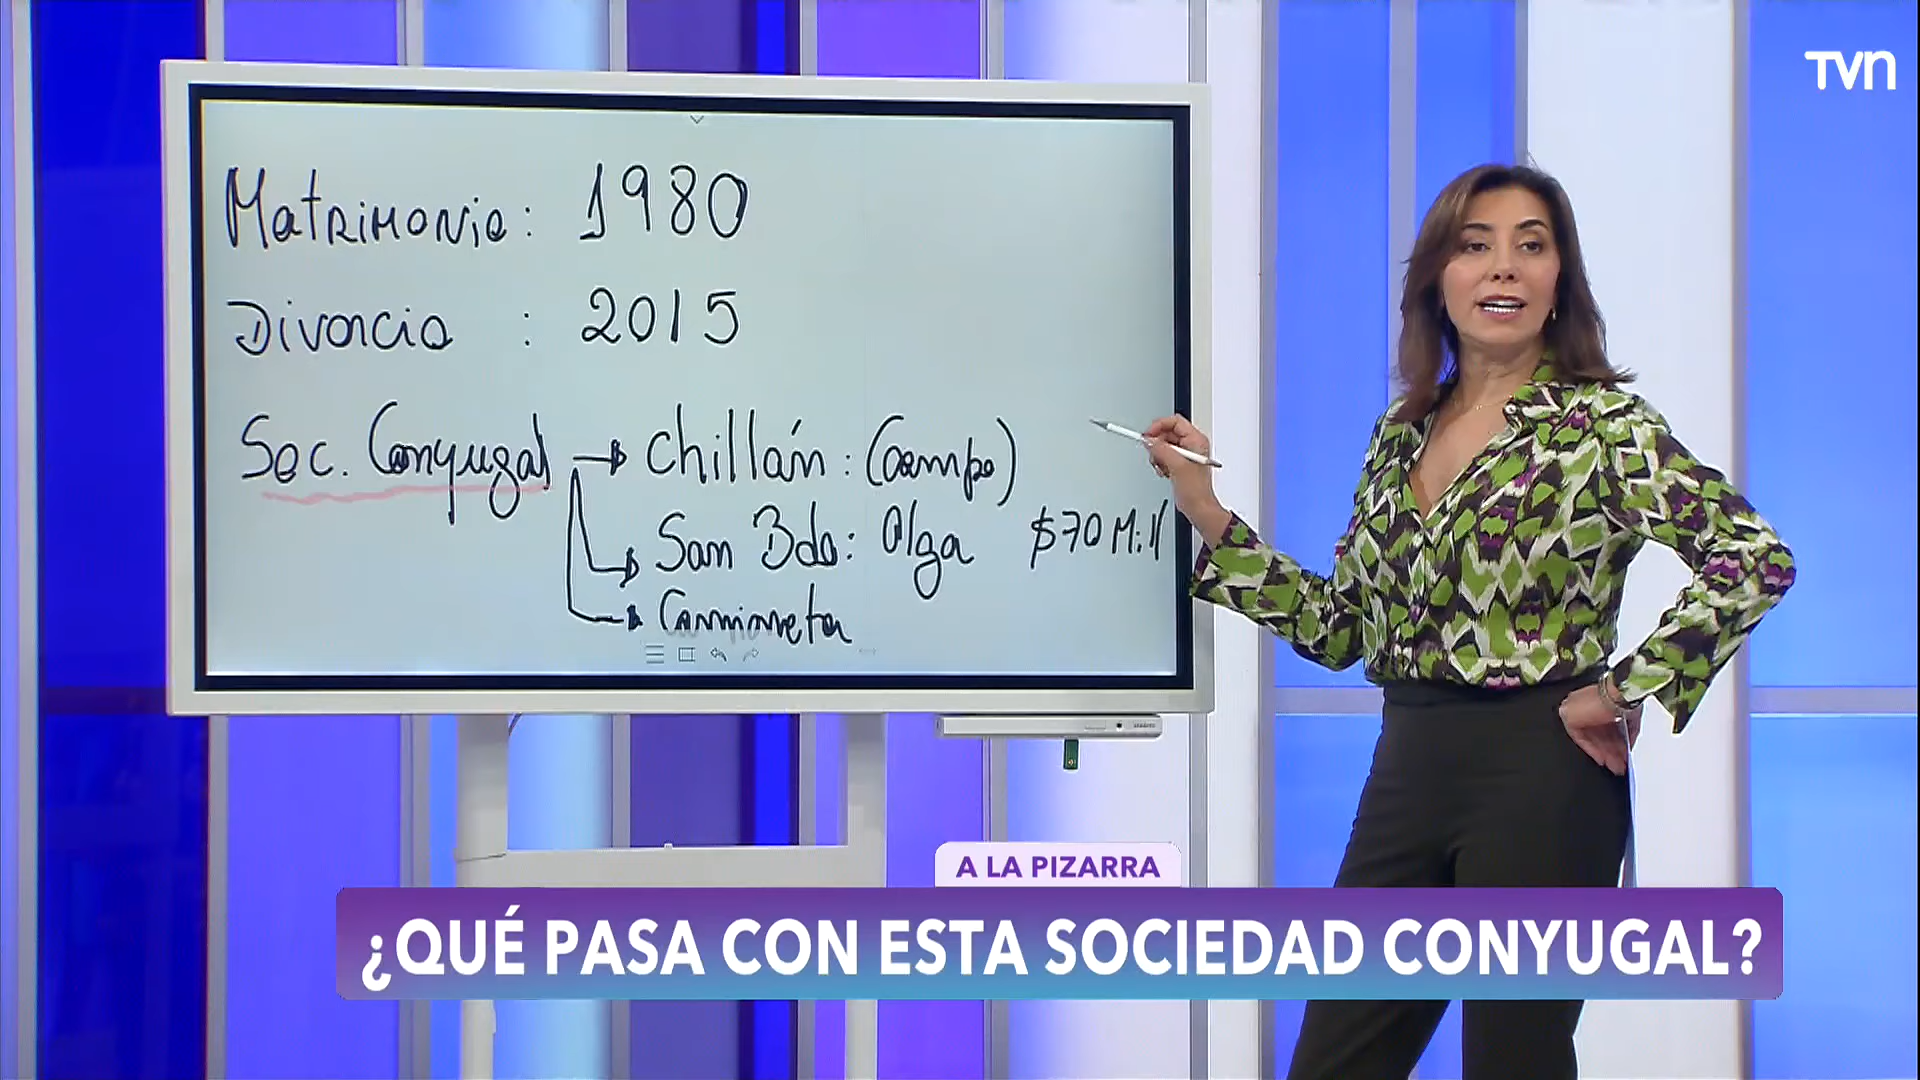 TVN
Matrimonio: 1980
Divorcio : 2015
Soc. Conyugal → Chillán: (campo)
San Bdo: Olga $70 Mill
Camioneta
A LA PIZARRA
¿QUÉ PASA CON ESTA SOCIEDAD CONYUGAL?